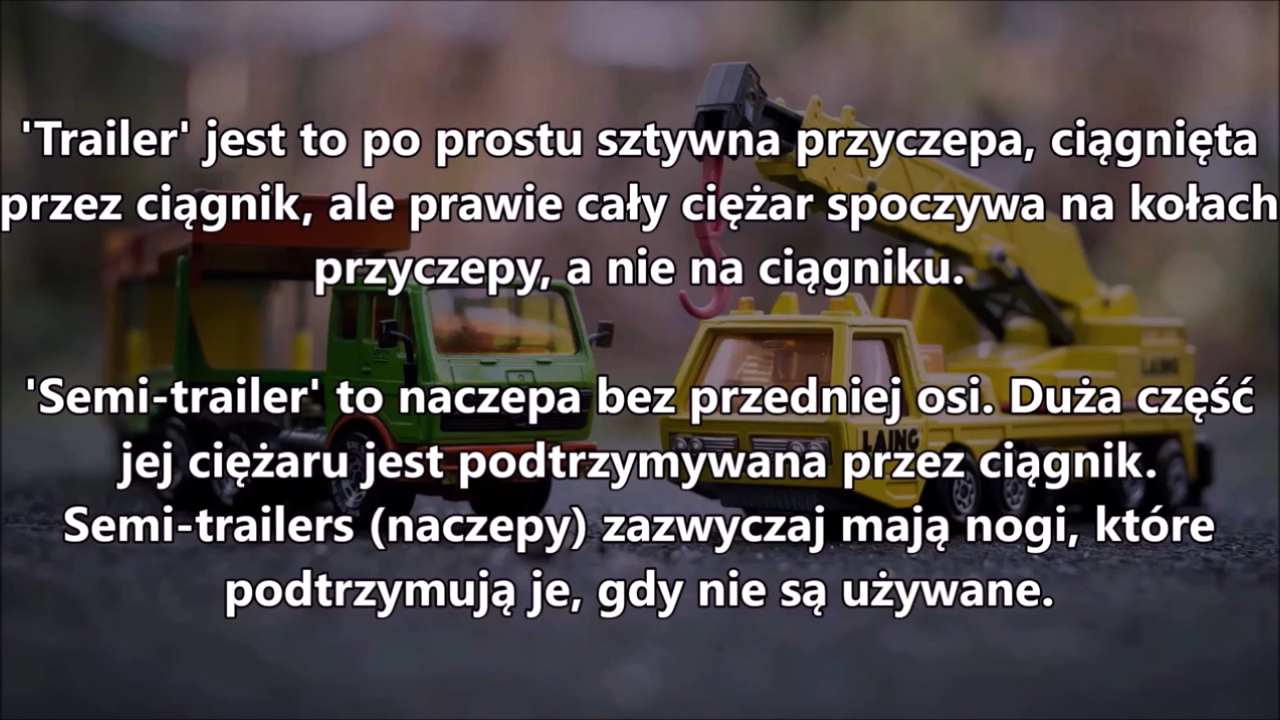 'Trailer' jest to po prostu sztywna przyczepa, ciągnięta
przez ciągnik, ale prawie cały ciężar spoczywa na kołach
przyczepy, a nie na ciągniku.
'Semi-trailer' to naczepa bez przedniej osi. Duża część
jej ciężaru jest podtrzymywana przez ciągnik.
Semi-trailers (naczepy) zazwyczaj mają nogi, które
podtrzymują je, gdy nie są używane.
LAING
LAING